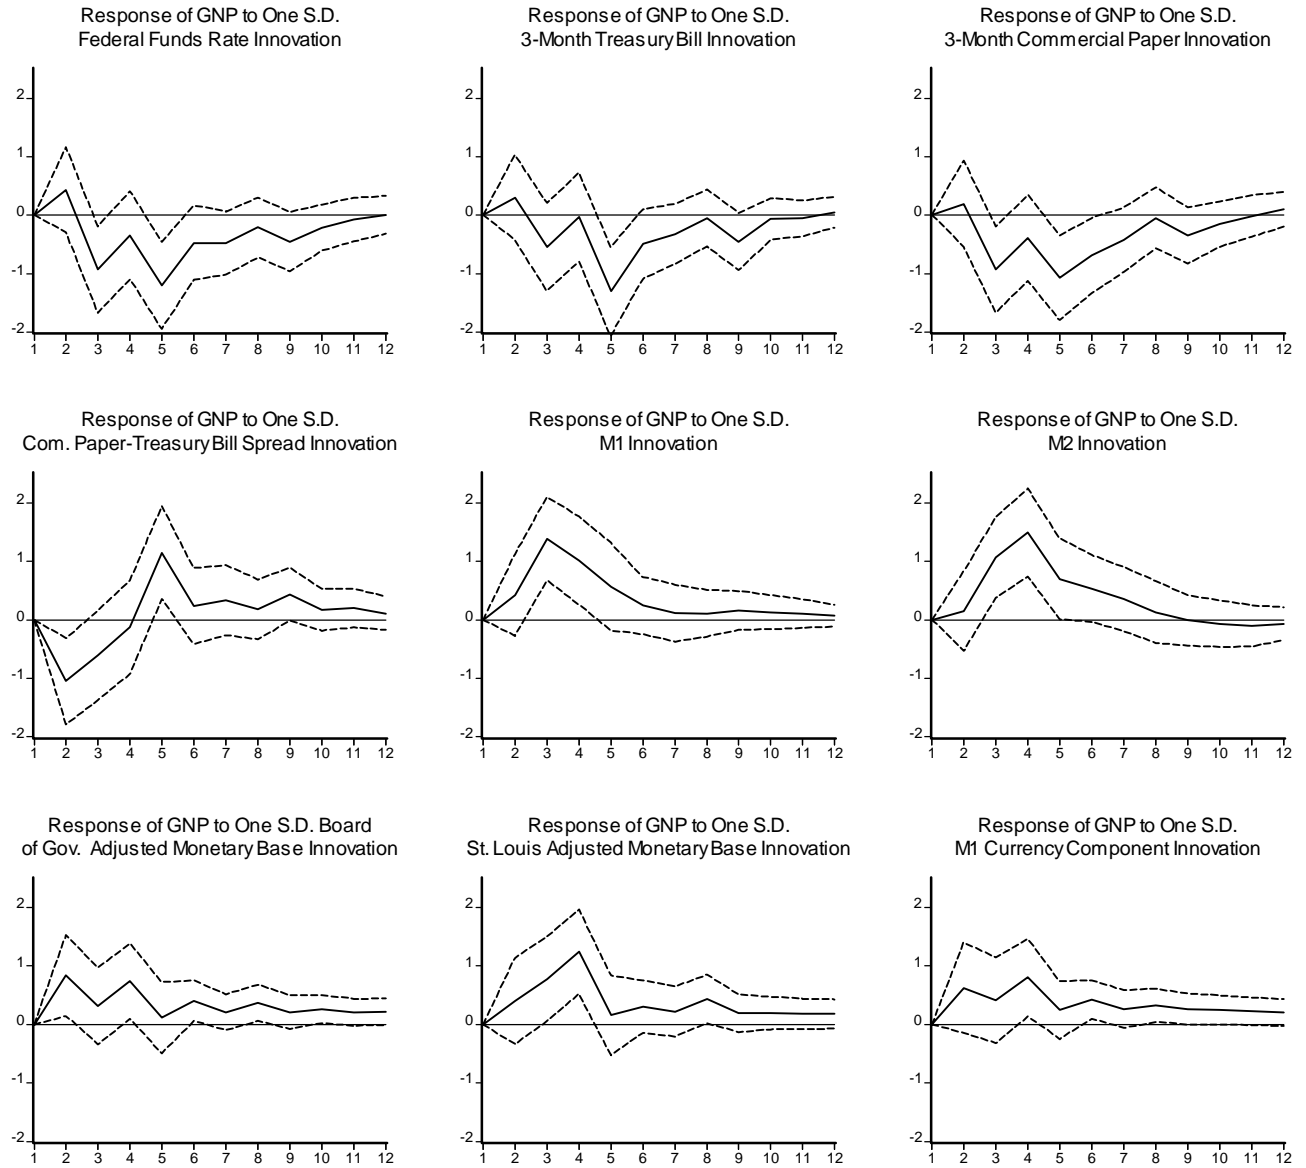 Response of GNP to One S.D.
Federal Funds Rate Innovation
2
1
0
-1
-2
1 2 3 4 5 6 7 8 9 10 11 12
Response of GNP to One S.D.
3-Month Treasury Bill Innovation
2
1
0
-1
-2
1 2 3 4 5 6 7 8 9 10 11 12
Response of GNP to One S.D.
3-Month Commercial Paper Innovation
2
1
0
-1
-2
1 2 3 4 5 6 7 8 9 10 11 12
Response of GNP to One S.D.
Com. Paper-Treasury Bill Spread Innovation
2
1
0
-1
-2
1 2 3 4 5 6 7 8 9 10 11 12
Response of GNP to One S.D.
M1 Innovation
2
1
0
-1
-2
1 2 3 4 5 6 7 8 9 10 11 12
Response of GNP to One S.D.
M2 Innovation
2
1
0
-1
-2
1 2 3 4 5 6 7 8 9 10 11 12
Response of GNP to One S.D. Board
of Gov. Adjusted Monetary Base Innovation
2
1
0
-1
-2
1 2 3 4 5 6 7 8 9 10 11 12
Response of GNP to One S.D.
St. Louis Adjusted Monetary Base Innovation
2
1
0
-1
-2
1 2 3 4 5 6 7 8 9 10 11 12
Response of GNP to One S.D.
M1 Currency Component Innovation
2
1
0
-1
-2
1 2 3 4 5 6 7 8 9 10 11 12